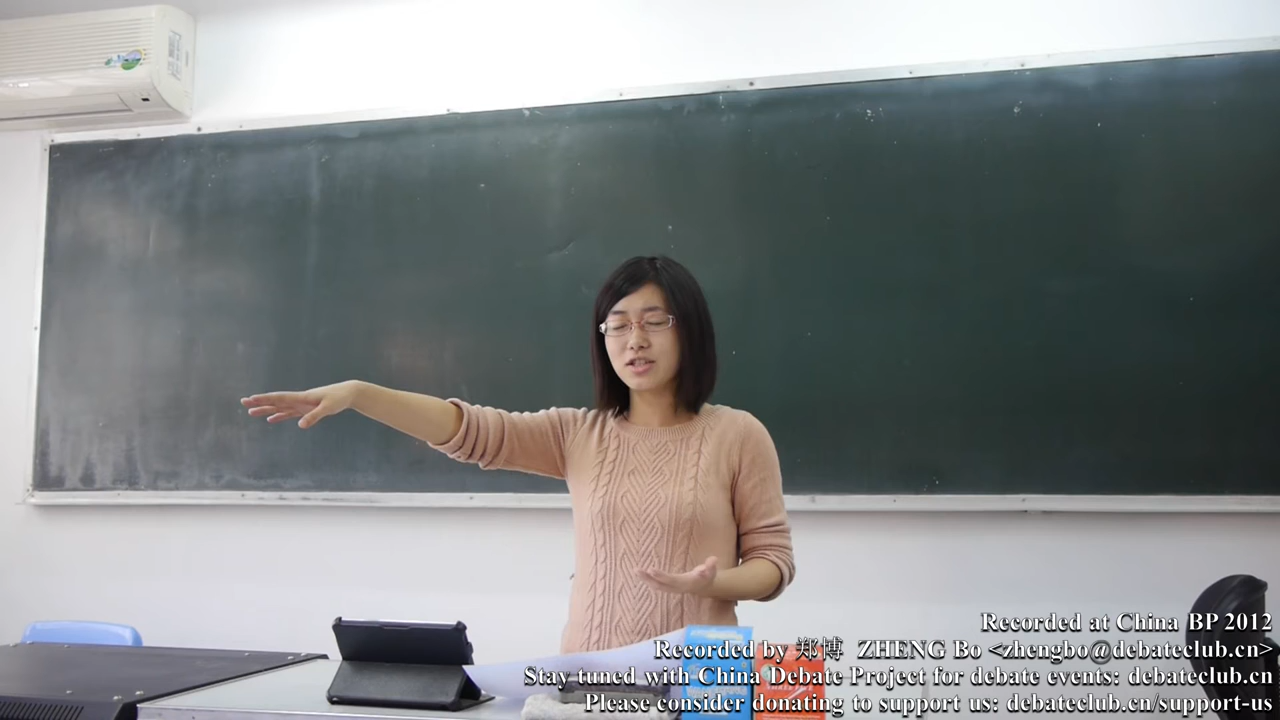 Recorded at China BP 2012
Recorded by 郑博 ZHENG Bo <zhengbo@debateclub.cn>
Stay tuned with China Debate Project for debate events: debateclub.cn
Please consider donating to support us: debateclub.cn/support-us